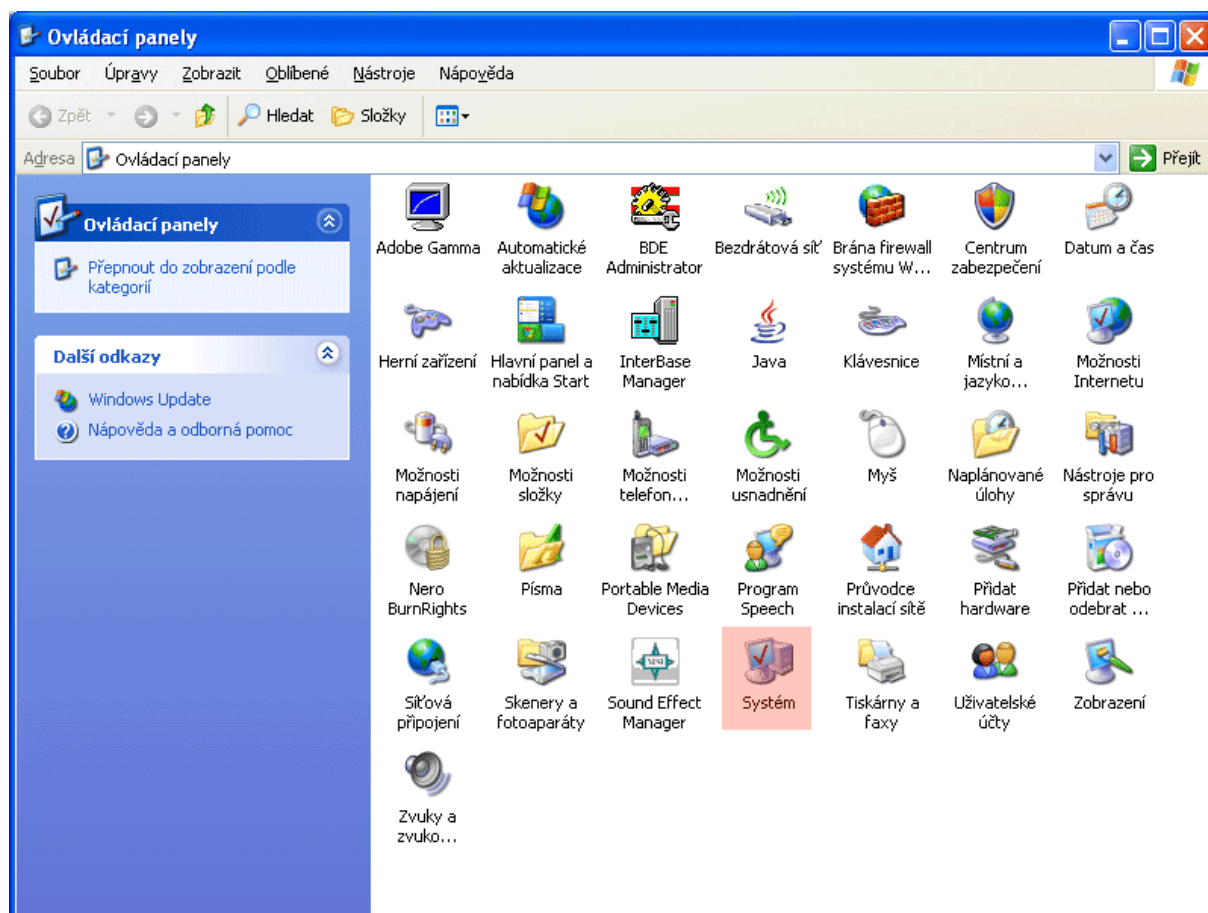 Ovládací panely
Soubor Úpravy Zobrazit Oblíbené Nástroje Nápověda
Zpět Hledat Složky
Adresa Ovládací panely Přejít
Ovládací panely
Přepnout do zobrazení podle
kategorií
Další odkazy
Windows Update
Nápověda a odborná pomoc
Adobe Gamma
Automatické
aktualizace
BDE
Administrator
Bezdrátová síť
Brána firewall
systému W...
Centrum
zabezpečení
Datum a čas
Herní zařízení
Hlavní panel a
nabídka Start
InterBase
Manager
Java
Klávesnice
Místní a
jazyko...
Možnosti
Internetu
Možnosti
napájení
Možnosti
složky
Možnosti
telefon...
Možnosti
usnadnění
Myš
Naplánované
úlohy
Nástroje pro
správu
Nero
BurnRights
Písma
Portable Media
Devices
Program
Speech
Průvodce
instalací sítě
Přidat
hardware
Přidat nebo
odebrat ...
Síťová
připojení
Skenery a
fotoaparáty
MSI
Sound Effect
Manager
Systém
Tiskárny a
faxy
Uživatelské
účty
Zobrazení
Zvuky a
zvuko...